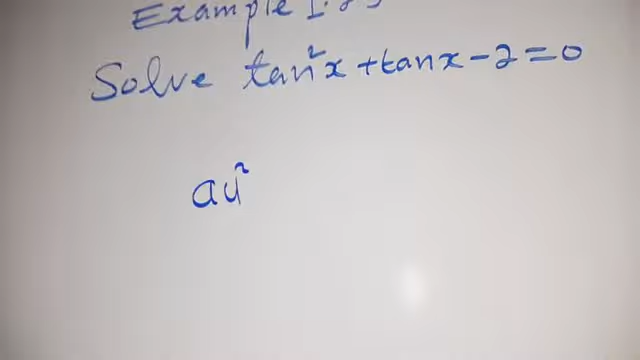 Example
Solve tan²x + tanx - 2 = 0
au²